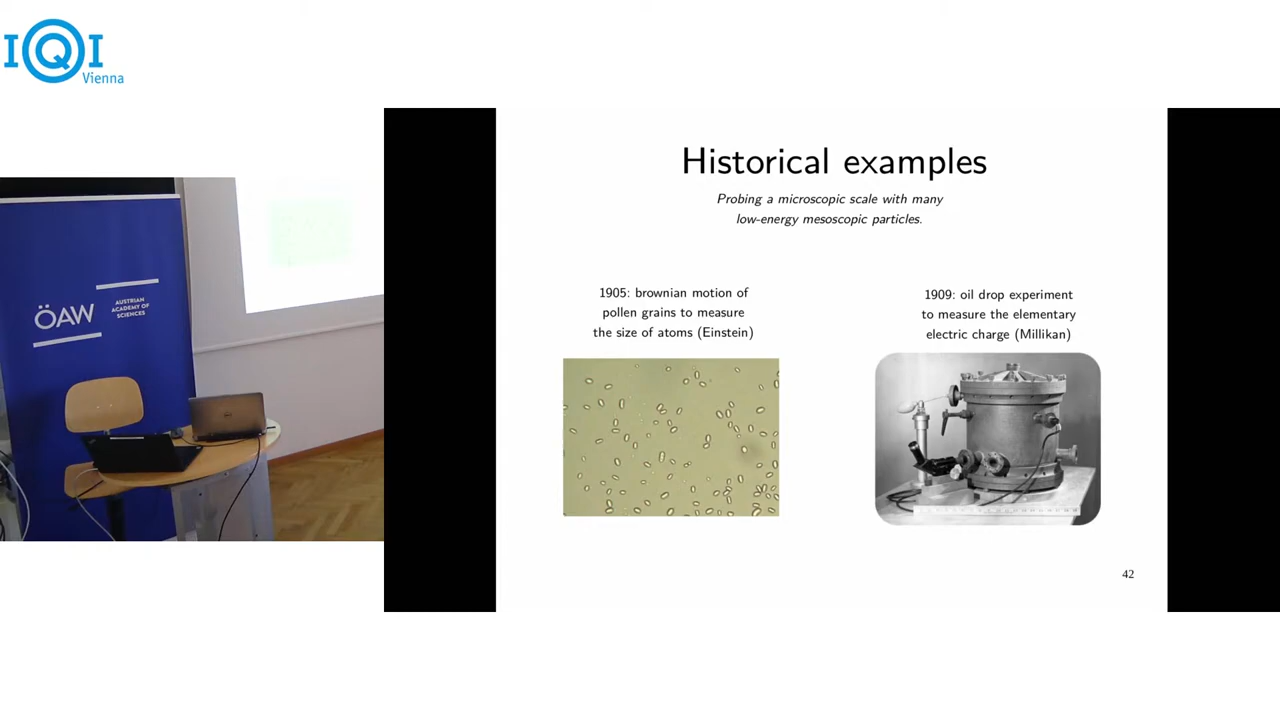 IQI
Vienna
ÖAW
AUSTRIAN
ACADEMY OF
SCIENCES
Historical examples
Probing a microscopic scale with many
low-energy mesoscopic particles.
1905: brownian motion of
pollen grains to measure
the size of atoms (Einstein)
1909: oil drop experiment
to measure the elementary
electric charge (Millikan)
42